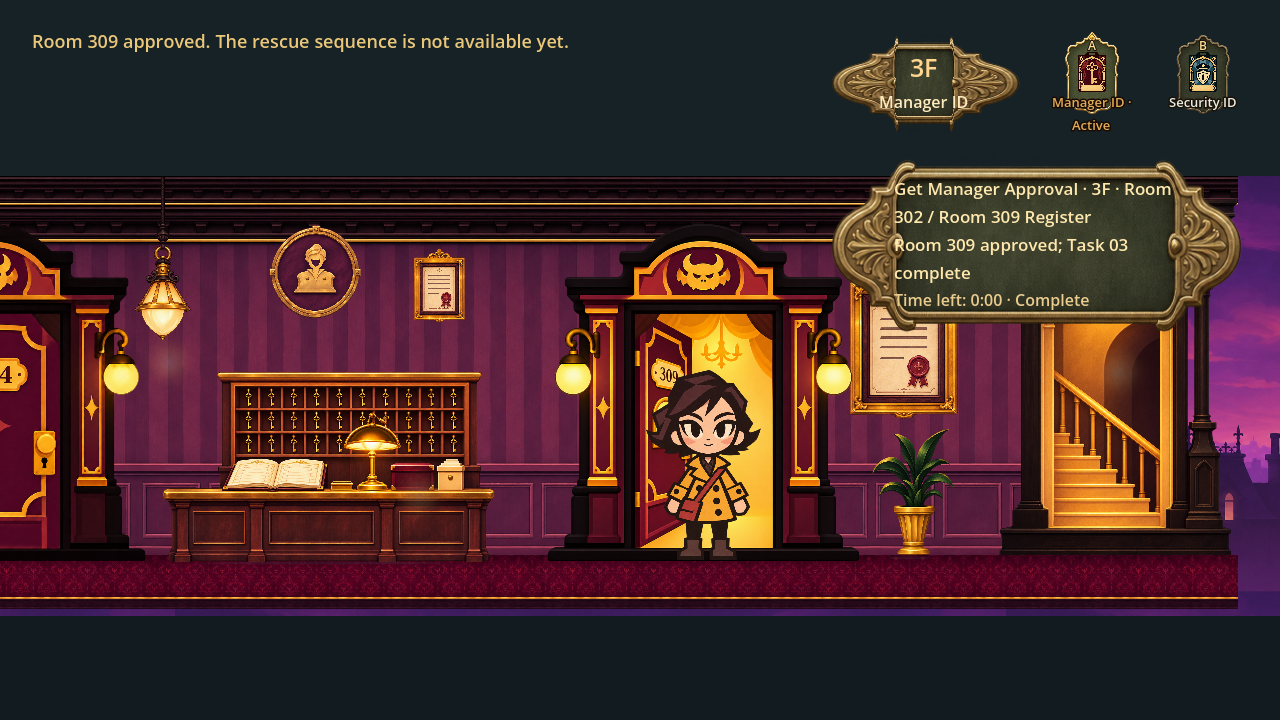 Room 309 approved. The rescue sequence is not available yet.
3F
Manager ID
A
Manager ID ·
Active
B
Security ID
Get Manager Approval · 3F · Room
302 / Room 309 Register
Room 309 approved; Task 03
complete
Time left: 0:00 · Complete
4
309